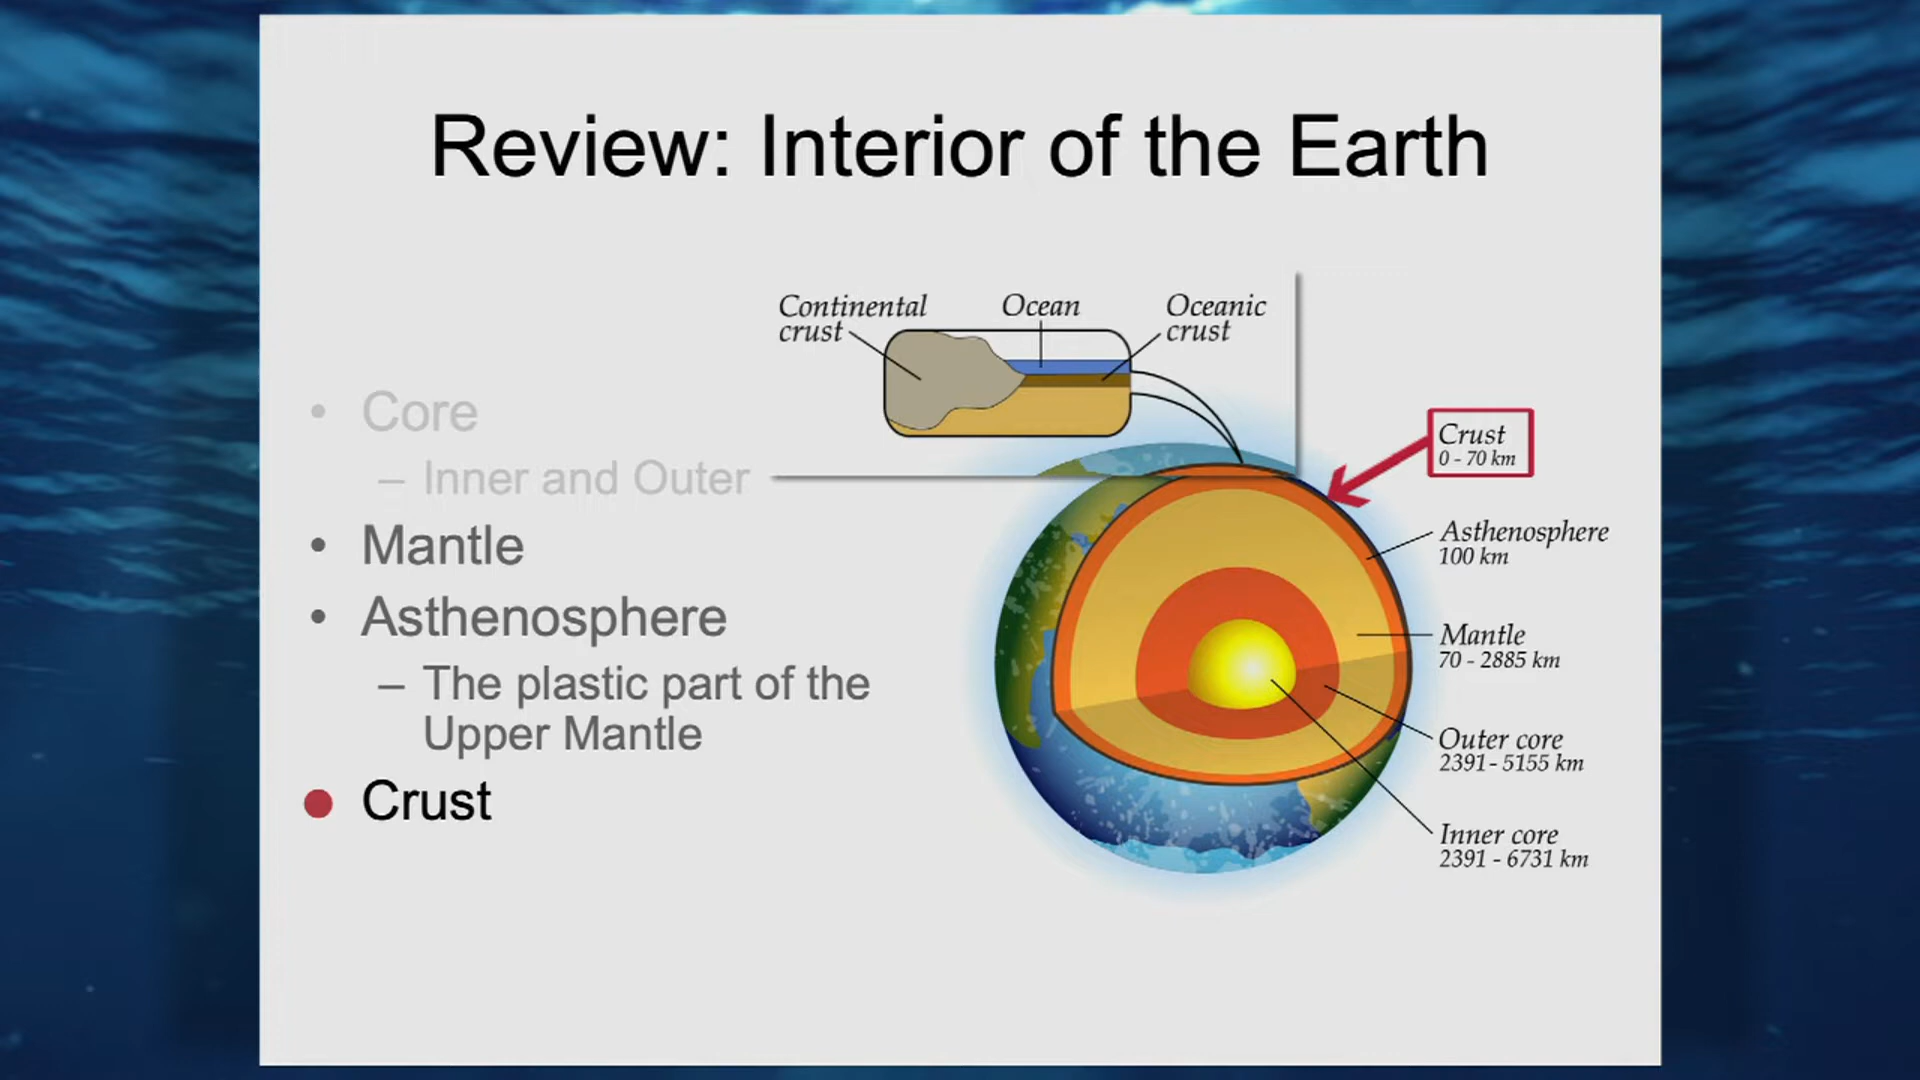 Review: Interior of the Earth
Continental
crust
Ocean
Oceanic
crust
• Core
– Inner and Outer
• Mantle
• Asthenosphere
– The plastic part of the
Upper Mantle
• Crust
Crust
0 - 70 km
Asthenosphere
100 km
Mantle
70 - 2885 km
Outer core
2391 - 5155 km
Inner core
2391 - 6731 km